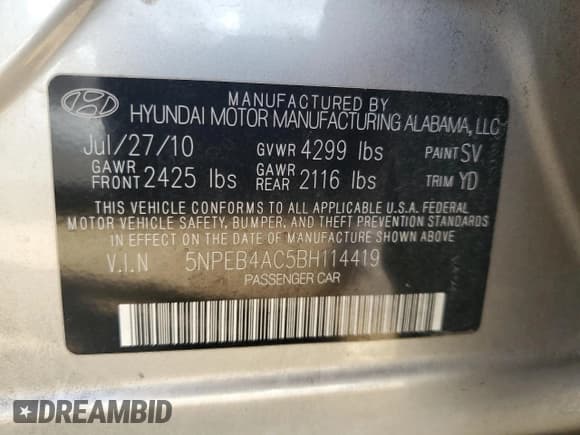 MANUFACTURED BY
HYUNDAI MOTOR MANUFACTURING ALABAMA, LLC
Jul/27/10 GVWR 4299 lbs PAINT SV
GAWR FRONT 2425 lbs GAWR REAR 2116 lbs TRIM YD
THIS VEHICLE CONFORMS TO ALL APPLICABLE U.S.A. FEDERAL
MOTOR VEHICLE SAFETY, BUMPER, AND THEFT PREVENTION STANDARDS
IN EFFECT ON THE DATE OF MANUFACTURE SHOWN ABOVE
V.I.N 5NPEB4AC5BH114419
PASSENGER CAR
DREAMBID